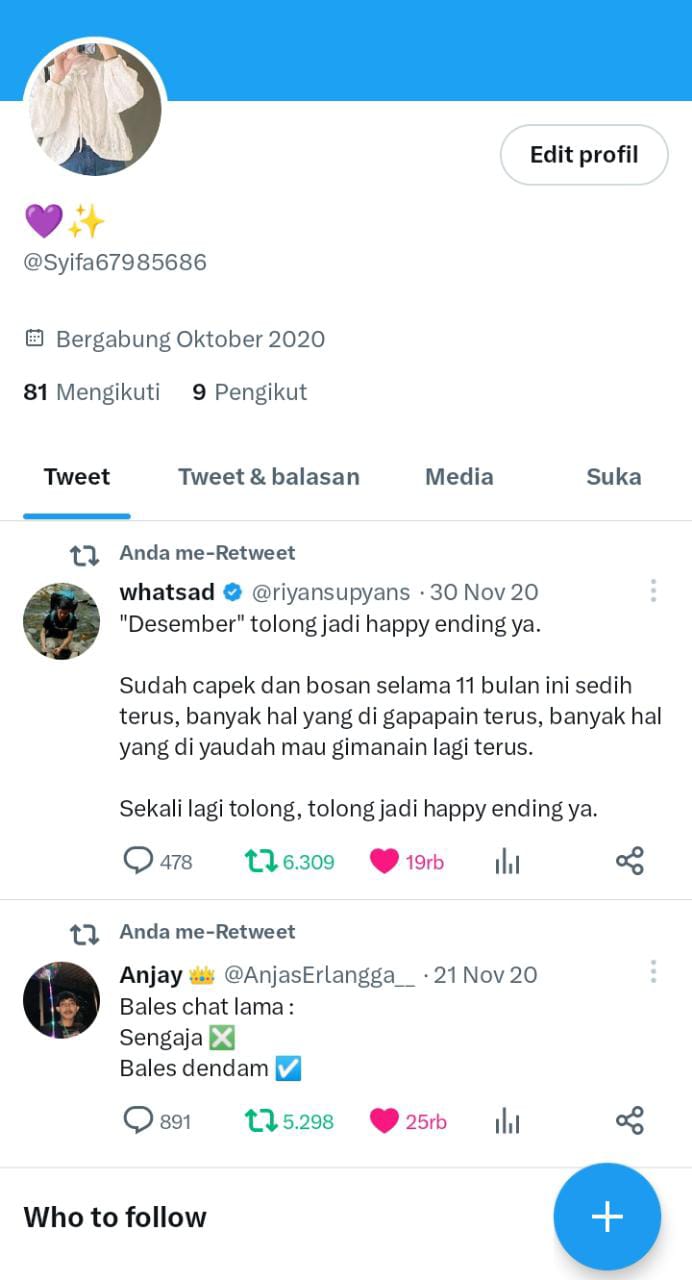 Edit profil
💜✨
@Syifa67985686
Bergabung Oktober 2020
81 Mengikuti 9 Pengikut
Tweet Tweet & balasan Media Suka
Anda me-Retweet
whatsad @riyansupyans · 30 Nov 20
"Desember" tolong jadi happy ending ya.
Sudah capek dan bosan selama 11 bulan ini sedih
terus, banyak hal yang di gapapain terus, banyak hal
yang di yaudah mau gimanain lagi terus.
Sekali lagi tolong, tolong jadi happy ending ya.
478 6.309 19rb
Anda me-Retweet
Anjay 👑 @AnjasErlangga__ · 21 Nov 20
Bales chat lama :
Sengaja ❎
Bales dendam ☑️
891 5.298 25rb
Who to follow